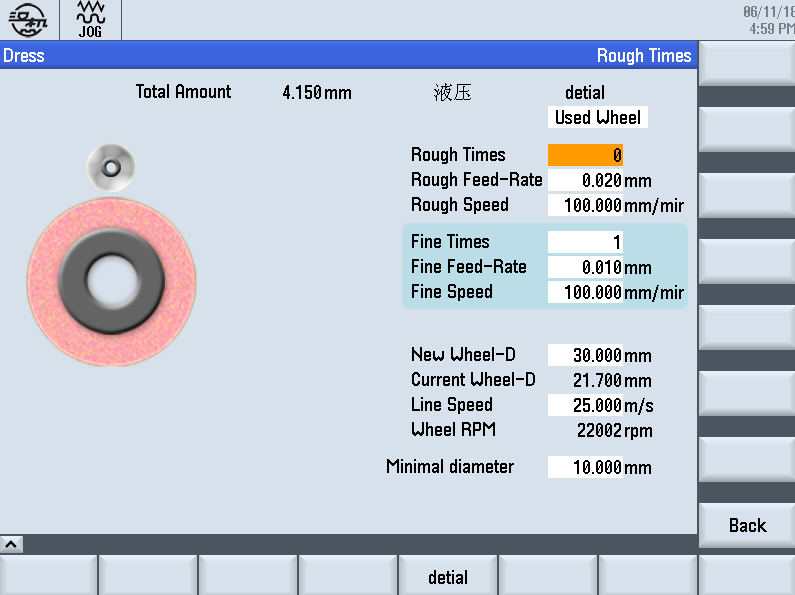 06/11/18
JOG
4:59 PM
Dress Rough Times
Total Amount 4.150 mm 液压 detial
Used Wheel
Rough Times 0
Rough Feed-Rate 0.020 mm
Rough Speed 100.000 mm/mir
Fine Times 1
Fine Feed-Rate 0.010 mm
Fine Speed 100.000 mm/mir
New Wheel-D 30.000 mm
Current Wheel-D 21.700 mm
Line Speed 25.000 m/s
Wheel RPM 22002 rpm
Minimal diameter 10.000 mm
Back
detial